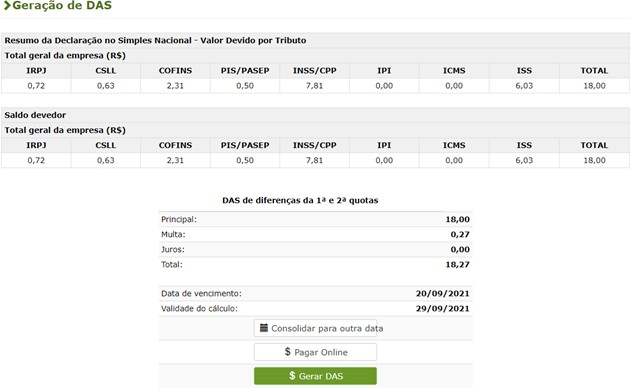 Geração de DAS
Resumo da Declaração no Simples Nacional - Valor Devido por Tributo
Total geral da empresa (R$)
IRPJ CSLL COFINS PIS/PASEP INSS/CPP IPI ICMS ISS TOTAL
0,72 0,63 2,31 0,50 7,81 0,00 0,00 6,03 18,00
Saldo devedor
Total geral da empresa (R$)
IRPJ CSLL COFINS PIS/PASEP INSS/CPP IPI ICMS ISS TOTAL
0,72 0,63 2,31 0,50 7,81 0,00 0,00 6,03 18,00
DAS de diferenças da 1ª e 2ª quotas
Principal: 18,00
Multa: 0,27
Juros: 0,00
Total: 18,27
Data de vencimento: 20/09/2021
Validade do cálculo: 29/09/2021
Consolidar para outra data
$ Pagar Online
$ Gerar DAS